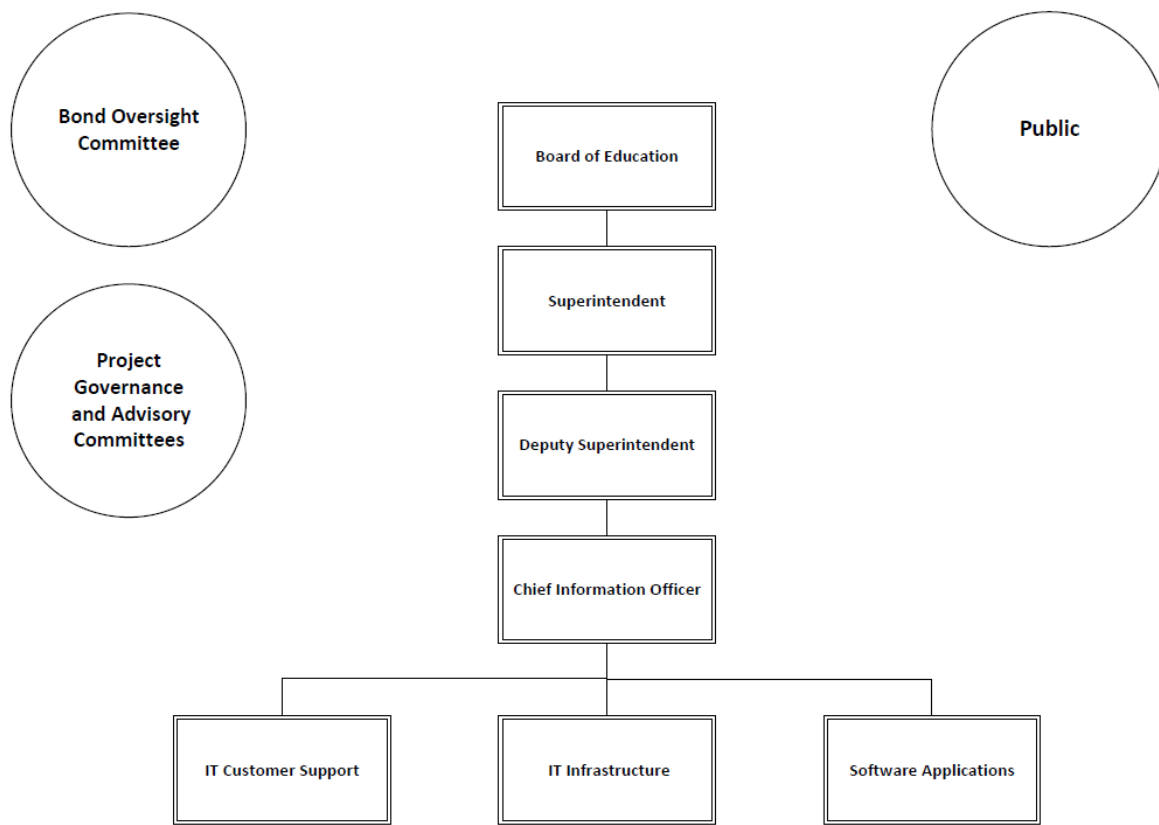 Bond Oversight
Committee
Public
Board of Education
Superintendent
Project
Governance
and Advisory
Committees
Deputy Superintendent
Chief Information Officer
IT Customer Support
IT Infrastructure
Software Applications